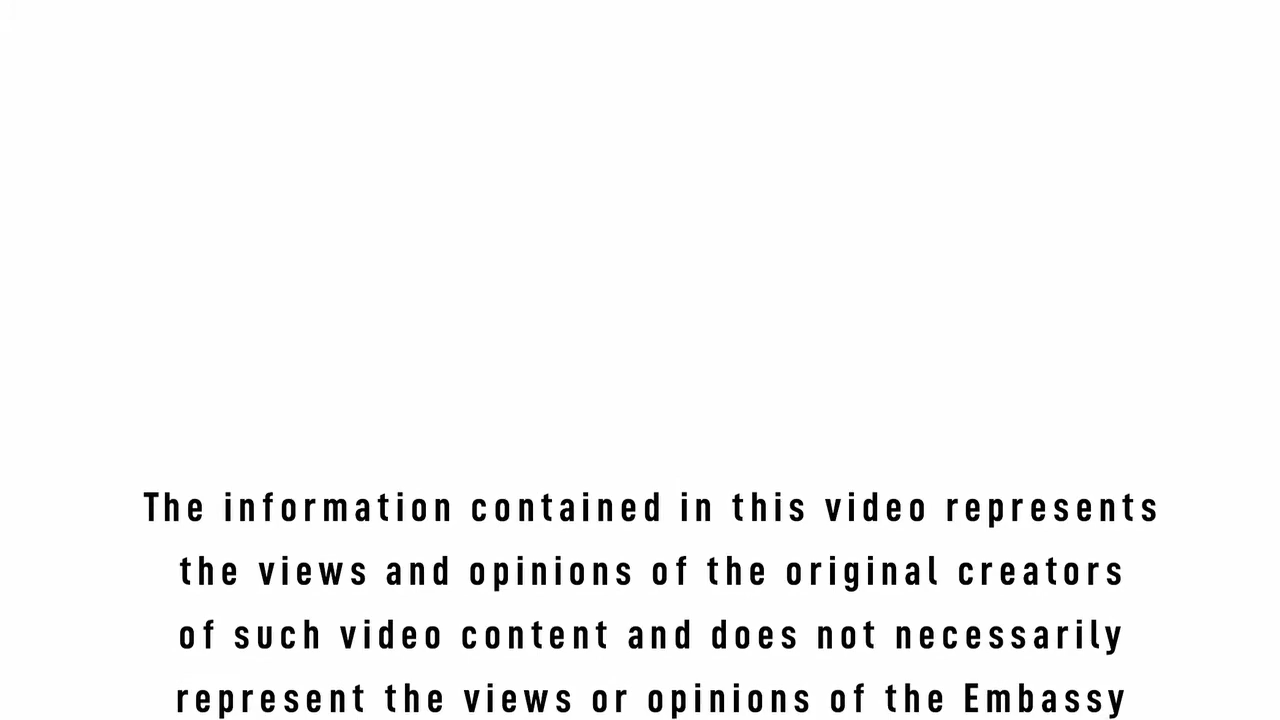 The information contained in this video represents
the views and opinions of the original creators
of such video content and does not necessarily
represent the views or opinions of the Embassy